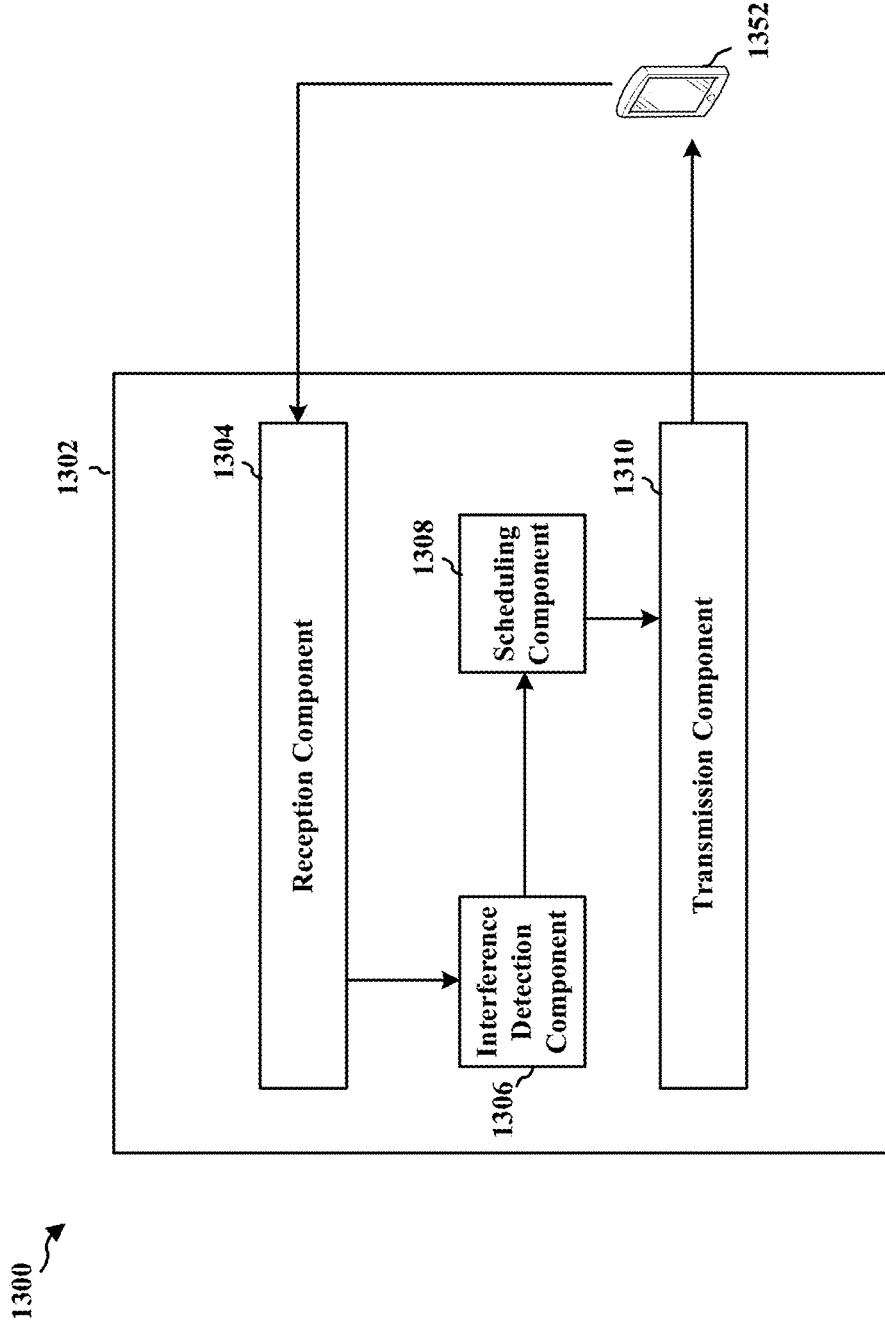 1300
1302
1304
Reception Component
1306
Interference
Detection
Component
1308
Scheduling
Component
1310
Transmission Component
1352